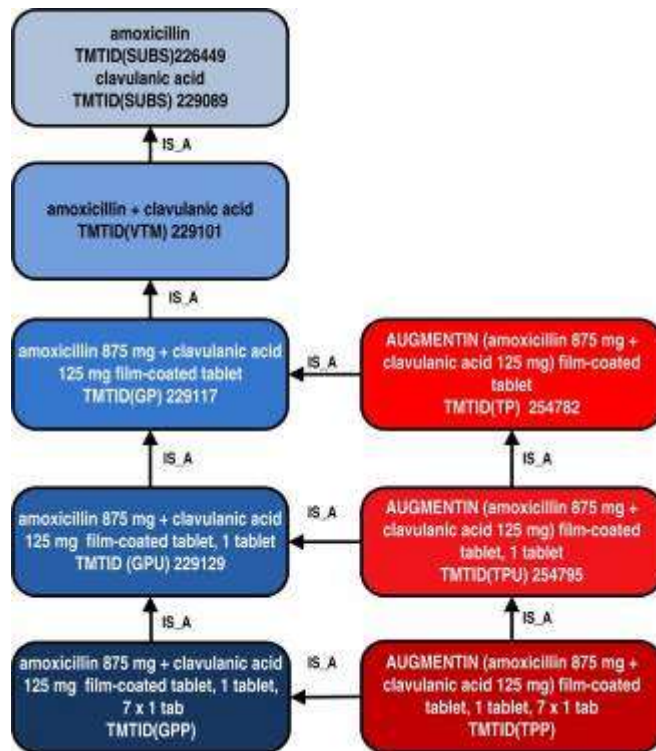 amoxicillin
TMTID(SUBS)226449
clavulanic acid
TMTID(SUBS) 229089
IS_A
amoxicillin + clavulanic acid
TMTID(VTM) 229101
IS_A
amoxicillin 875 mg + clavulanic acid
125 mg film-coated tablet
TMTID(GP) 229117
IS_A
AUGMENTIN (amoxicillin 875 mg +
clavulanic acid 125 mg) film-coated
tablet
TMTID(TP) 254782
IS_A
IS_A
amoxicillin 875 mg + clavulanic acid
125 mg film-coated tablet, 1 tablet
TMTID (GPU) 229129
IS_A
AUGMENTIN (amoxicillin 875 mg +
clavulanic acid 125 mg) film-coated
tablet, 1 tablet
TMTID(TPU) 254795
IS_A
IS_A
amoxicillin 875 mg + clavulanic acid
125 mg film-coated tablet, 1 tablet,
7 x 1 tab
TMTID(GPP)
IS_A
AUGMENTIN (amoxicillin 875 mg +
clavulanic acid 125 mg) film-coated
tablet, 1 tablet, 7 x 1 tab
TMTID(TPP)